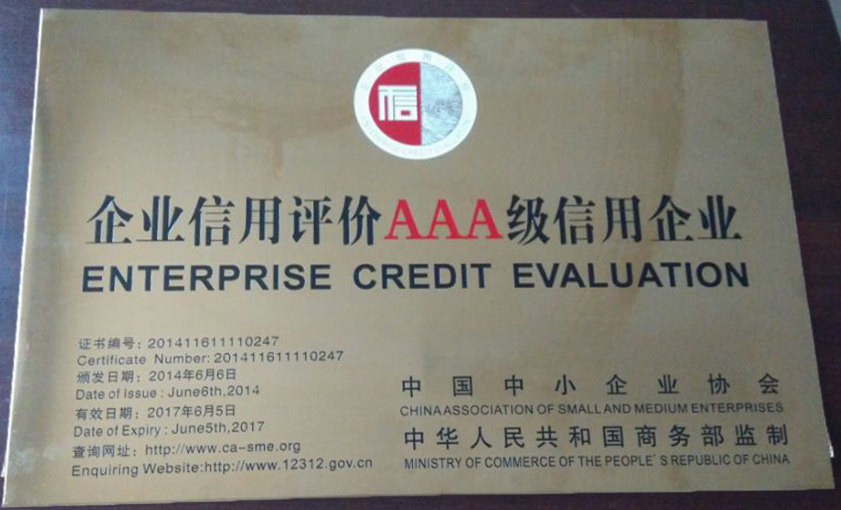 信
企业信用评价AAA级信用企业
ENTERPRISE CREDIT EVALUATION
证书编号：201411611110247
Certificate Number: 201411611110247
颁发日期：2014年6月6日
Date of Issue : June6th,2014
有效日期：2017年6月5日
Date of Expiry : June5th,2017
查询网址：http://www.ca-sme.org
Enquiring Website:http://www.12312.gov.cn
中国中小企业协会
CHINA ASSOCIATION OF SMALL AND MEDIUM ENTERPRISES
中华人民共和国商务部监制
MINISTRY OF COMMERCE OF THE PEOPLE'S REPUBLIC OF CHINA